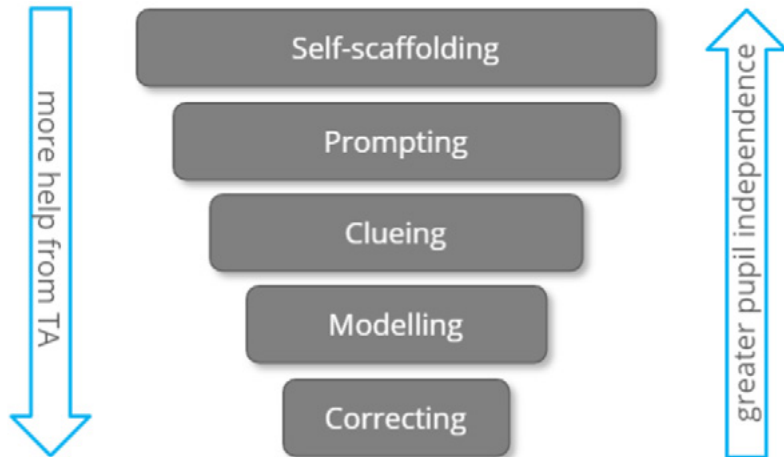 more help from TA
Self-scaffolding
Prompting
Clueing
Modelling
Correcting
greater pupil independence